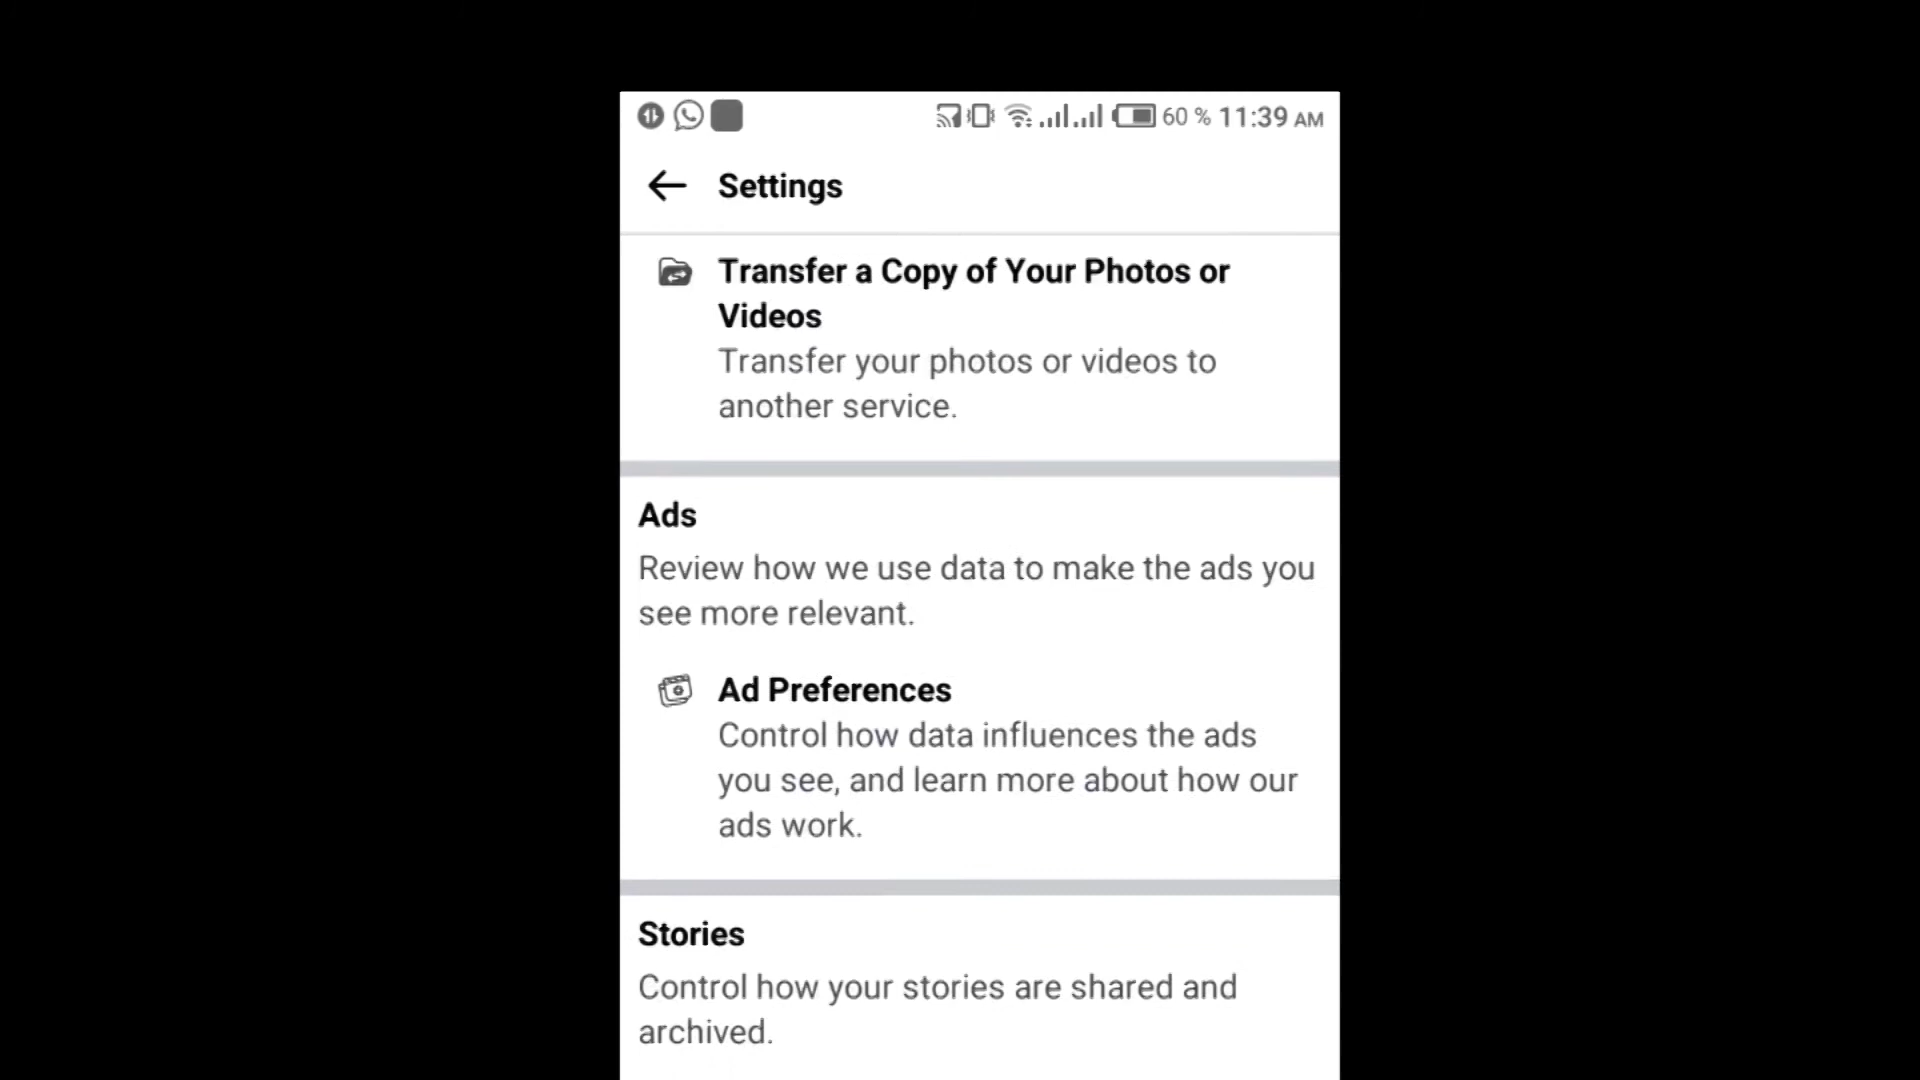 60 % 11:39 AM
Settings
Transfer a Copy of Your Photos or
Videos
Transfer your photos or videos to
another service.
Ads
Review how we use data to make the ads you
see more relevant.
Ad Preferences
Control how data influences the ads
you see, and learn more about how our
ads work.
Stories
Control how your stories are shared and
archived.